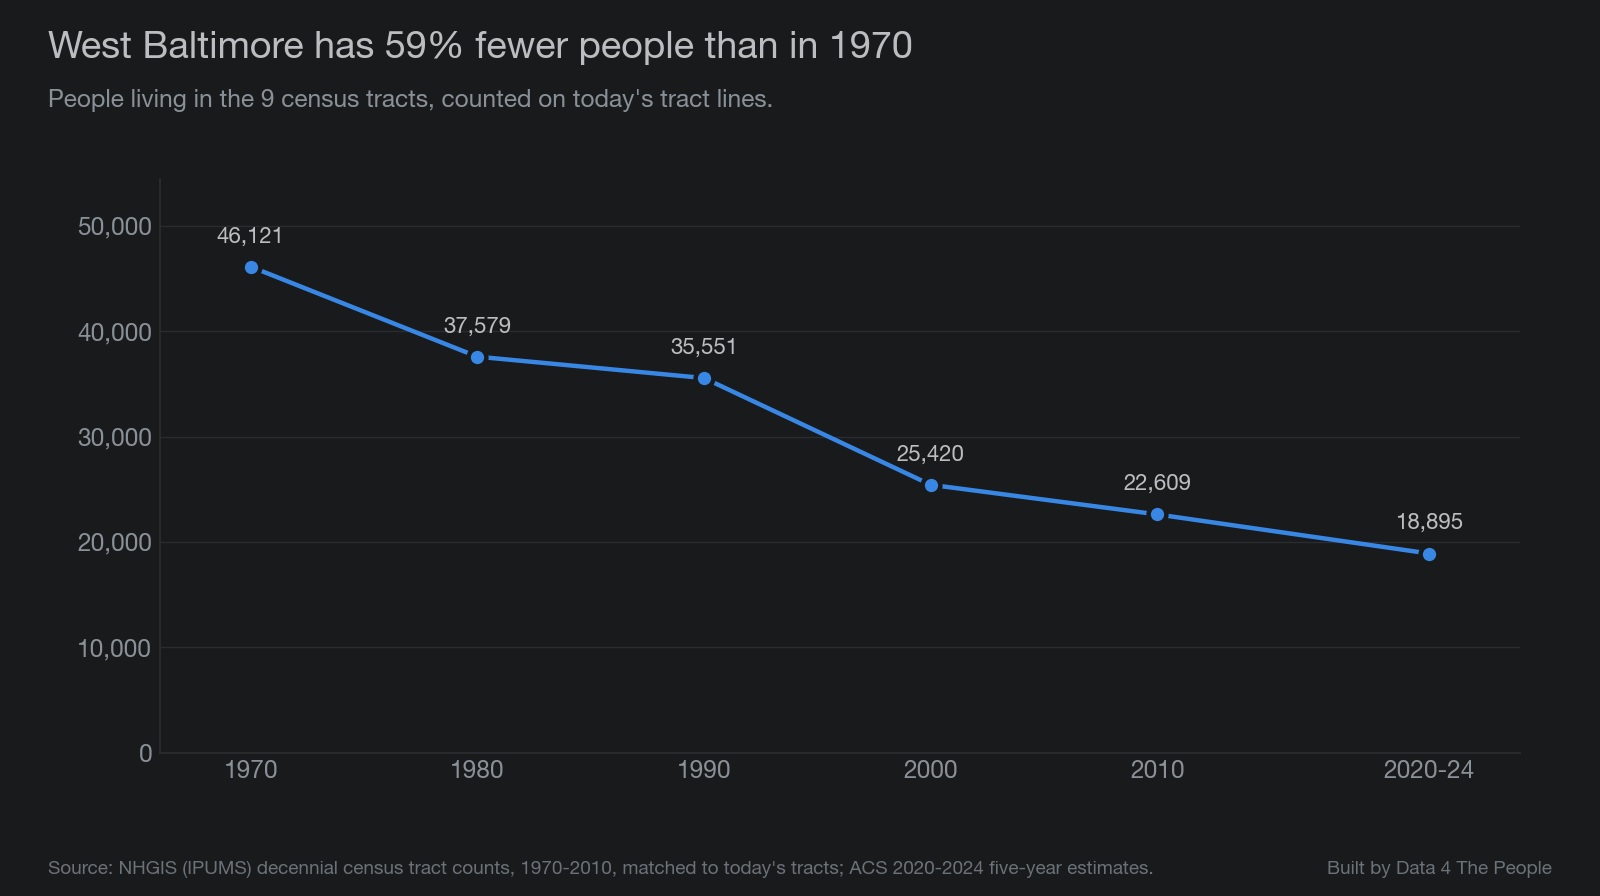 West Baltimore has 59% fewer people than in 1970
People living in the 9 census tracts, counted on today's tract lines.
50,000
46,121
40,000
37,579
35,551
30,000
25,420
22,609
20,000
18,895
10,000
0
1970 1980 1990 2000 2010 2020-24
Source: NHGIS (IPUMS) decennial census tract counts, 1970-2010, matched to today's tracts; ACS 2020-2024 five-year estimates.
Built by Data 4 The People